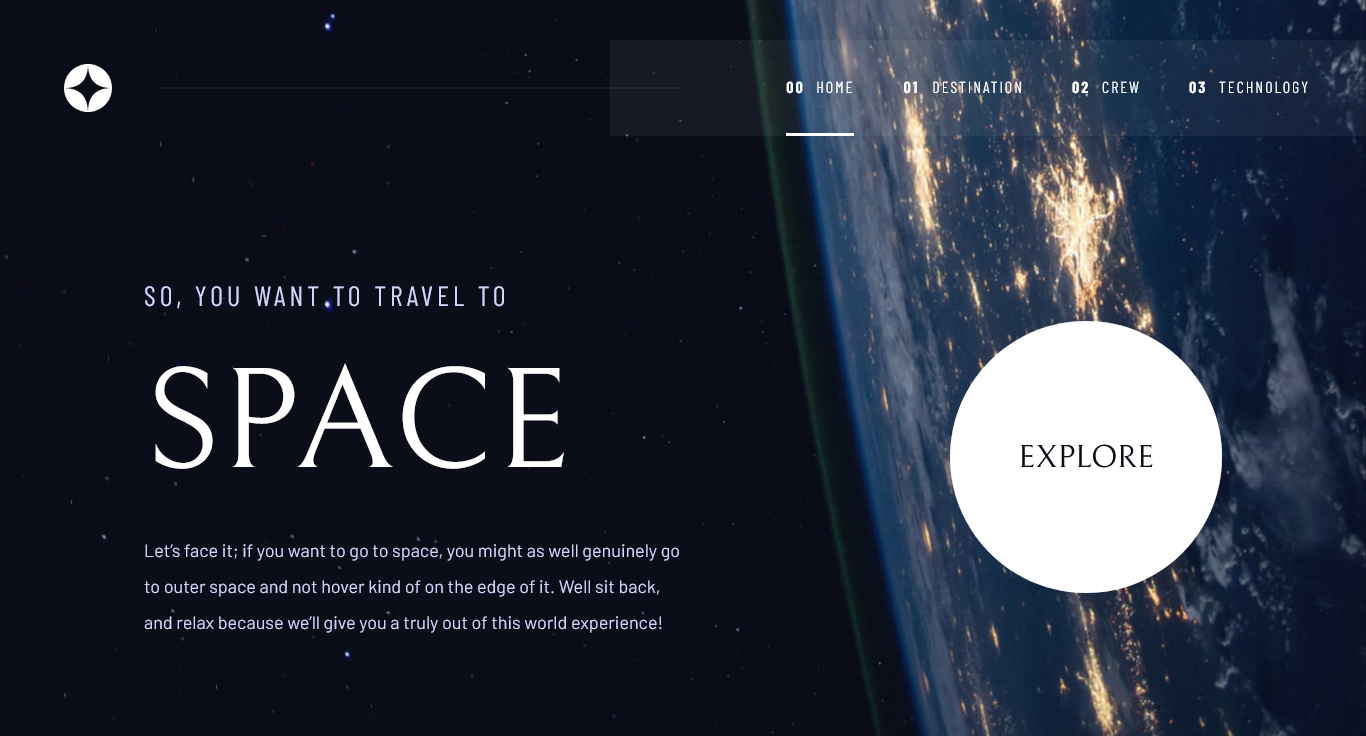 00 HOME 01 DESTINATION 02 CREW 03 TECHNOLOGY
SO, YOU WANT TO TRAVEL TO
SPACE
EXPLORE
Let’s face it; if you want to go to space, you might as well genuinely go
to outer space and not hover kind of on the edge of it. Well sit back,
and relax because we’ll give you a truly out of this world experience!